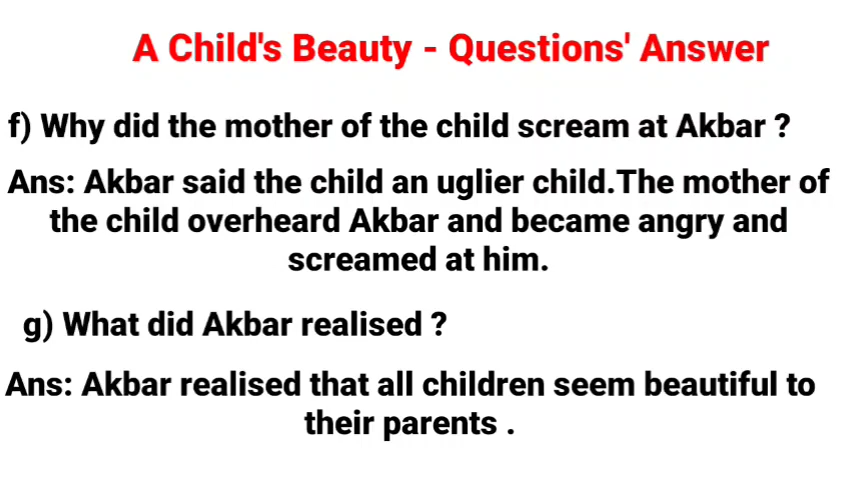 A Child's Beauty - Questions' Answer
f) Why did the mother of the child scream at Akbar ?
Ans: Akbar said the child an uglier child.The mother of
the child overheard Akbar and became angry and
screamed at him.
g) What did Akbar realised ?
Ans: Akbar realised that all children seem beautiful to
their parents .